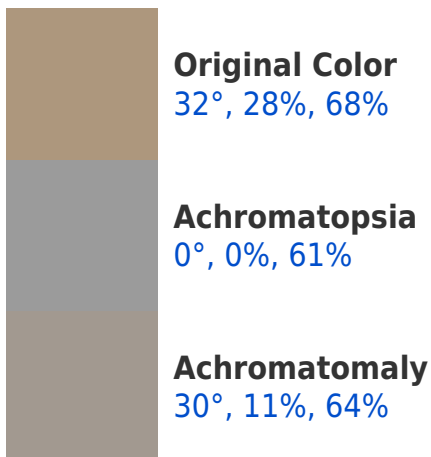 Original Color
32°, 28%, 68%
Achromatopsia
0°, 0%, 61%
Achromatomaly
30°, 11%, 64%